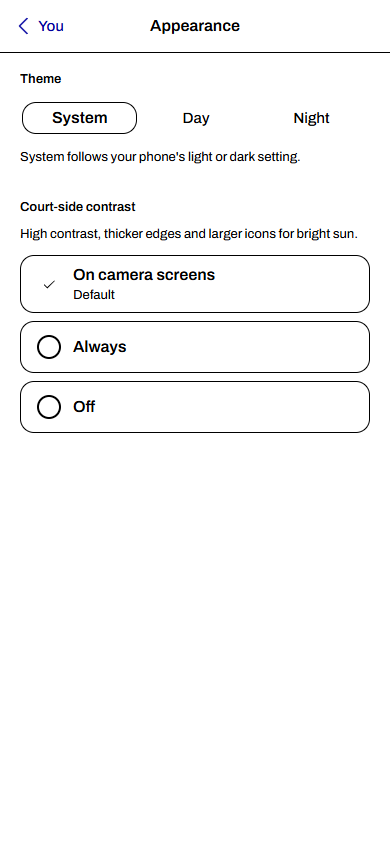 You
Appearance
Theme
System
Day
Night
System follows your phone's light or dark setting.
Court-side contrast
High contrast, thicker edges and larger icons for bright sun.
On camera screens
Default
Always
Off